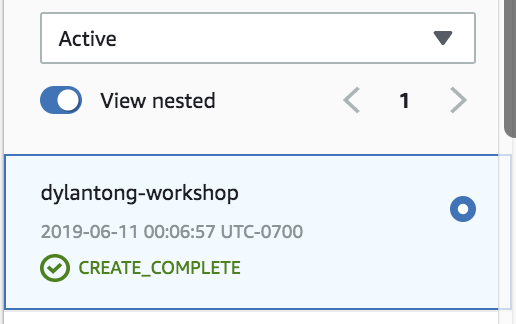 Active
View nested 1
dylantong-workshop
2019-06-11 00:06:57 UTC-0700
CREATE_COMPLETE